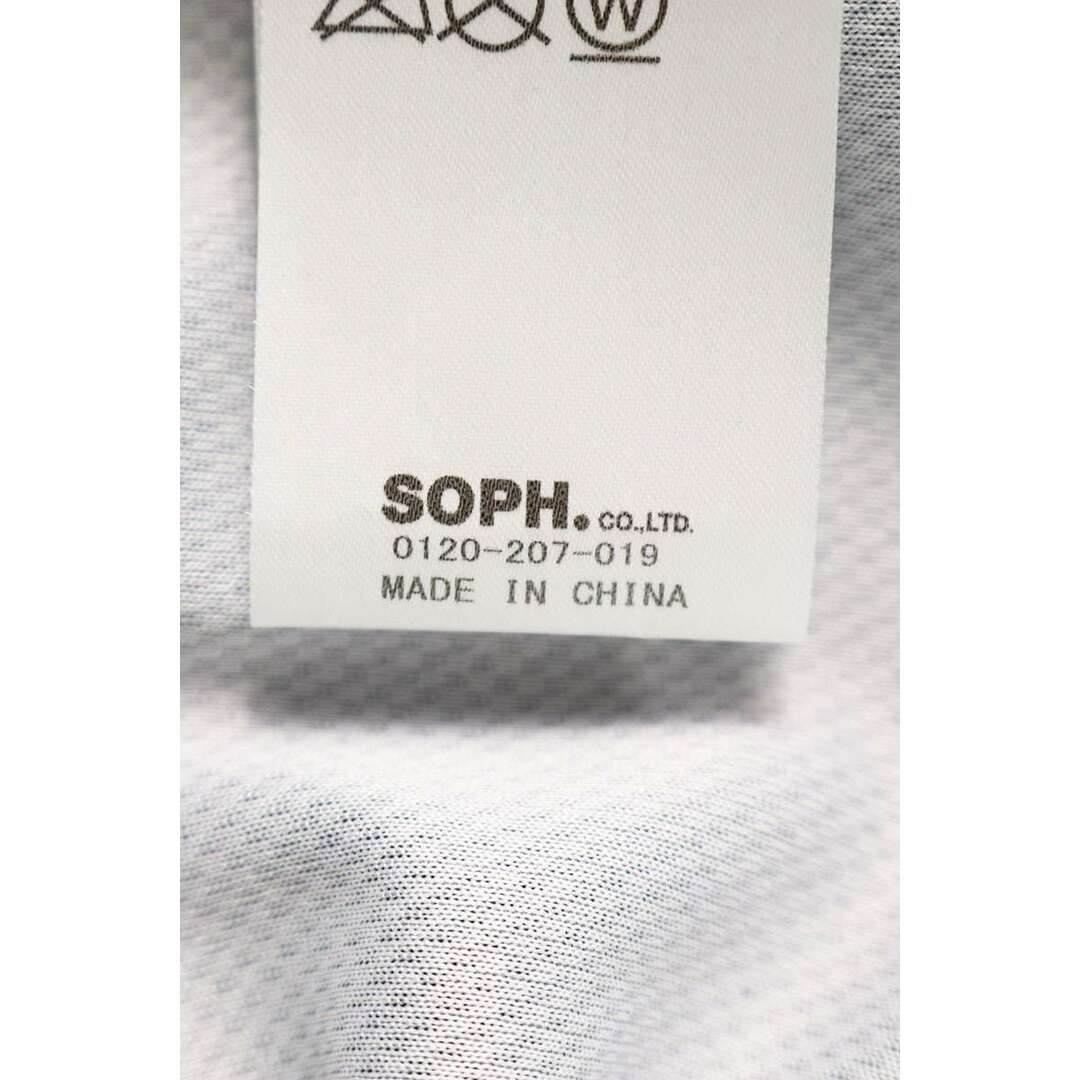 W
SOPH. CO.,LTD.
0120-207-019
MADE IN CHINA